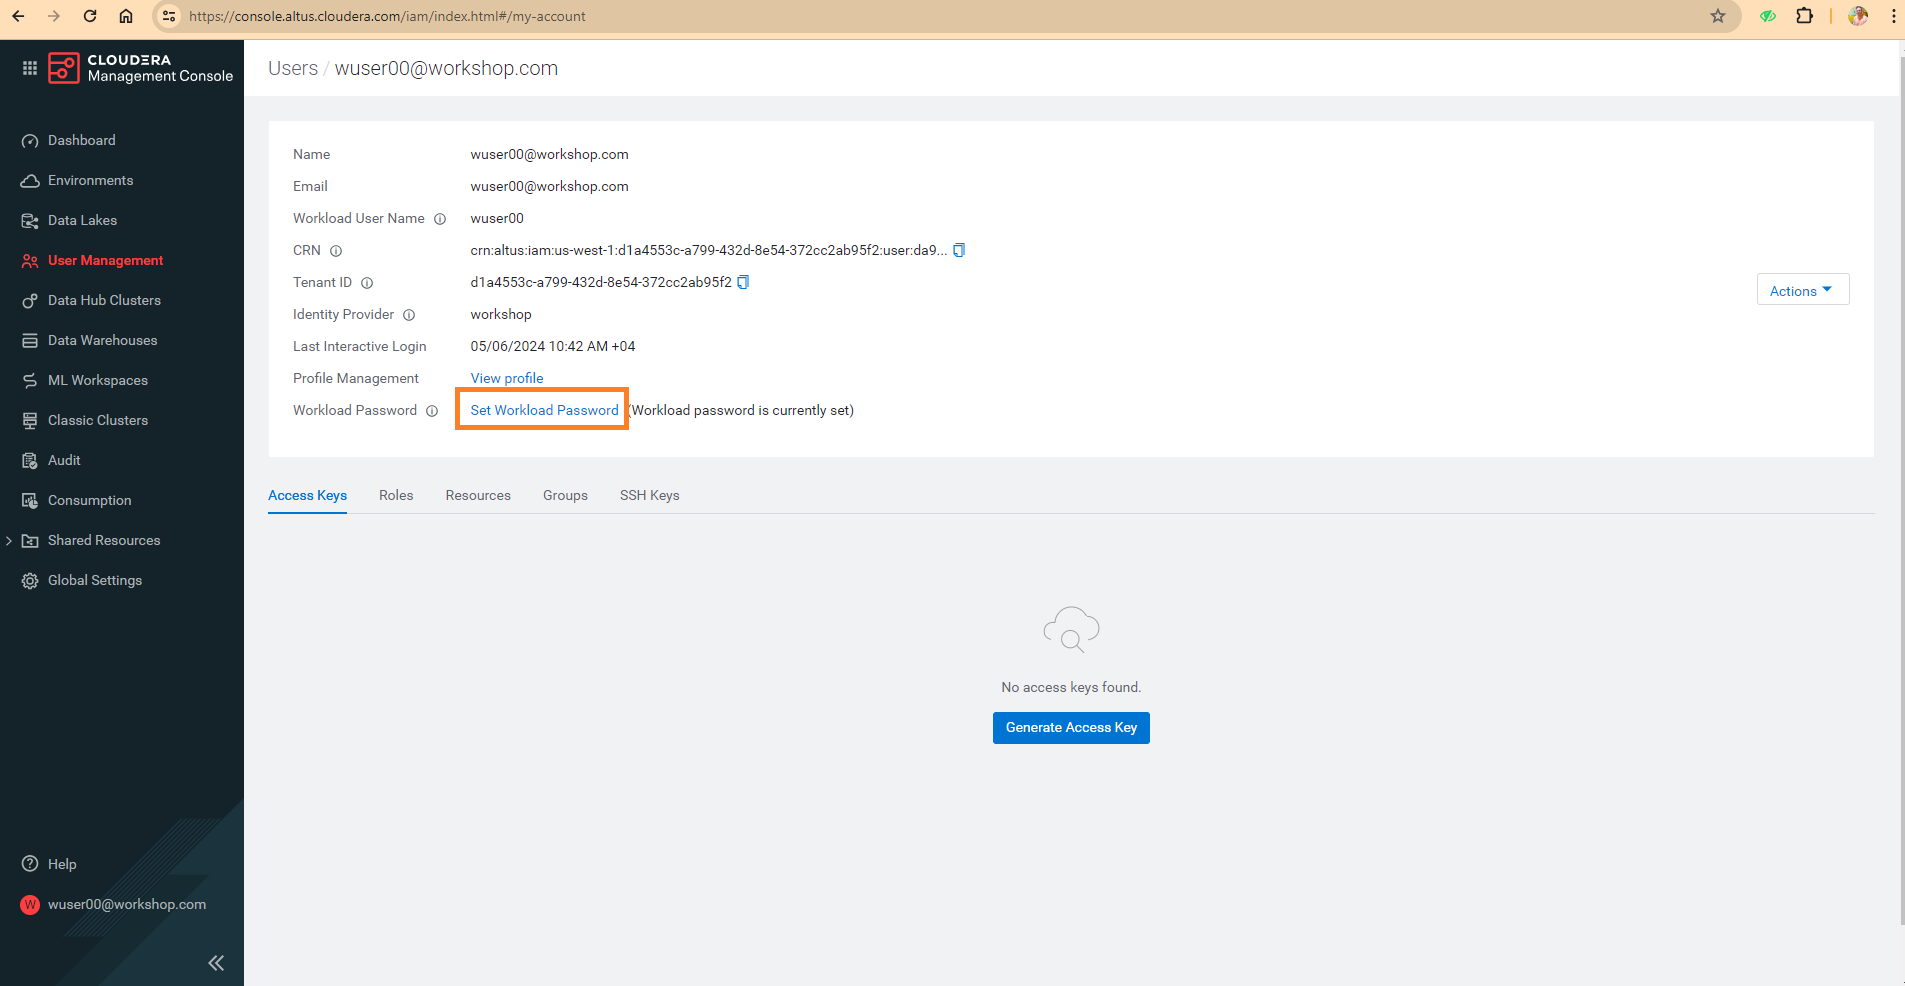 https://console.altus.cloudera.com/iam/index.html#/my-account
CLOUDERA
Management Console
Dashboard
Environments
Data Lakes
User Management
Data Hub Clusters
Data Warehouses
ML Workspaces
Classic Clusters
Audit
Consumption
Shared Resources
Global Settings
Help
W wuser00@workshop.com
Users / wuser00@workshop.com
Name wuser00@workshop.com
Email wuser00@workshop.com
Workload User Name wuser00
CRN crn:altus:iam:us-west-1:d1a4553c-a799-432d-8e54-372cc2ab95f2:user:da9...
Tenant ID d1a4553c-a799-432d-8e54-372cc2ab95f2
Identity Provider workshop
Last Interactive Login 05/06/2024 10:42 AM +04
Profile Management View profile
Workload Password Set Workload Password (Workload password is currently set)
Actions
Access Keys Roles Resources Groups SSH Keys
No access keys found.
Generate Access Key